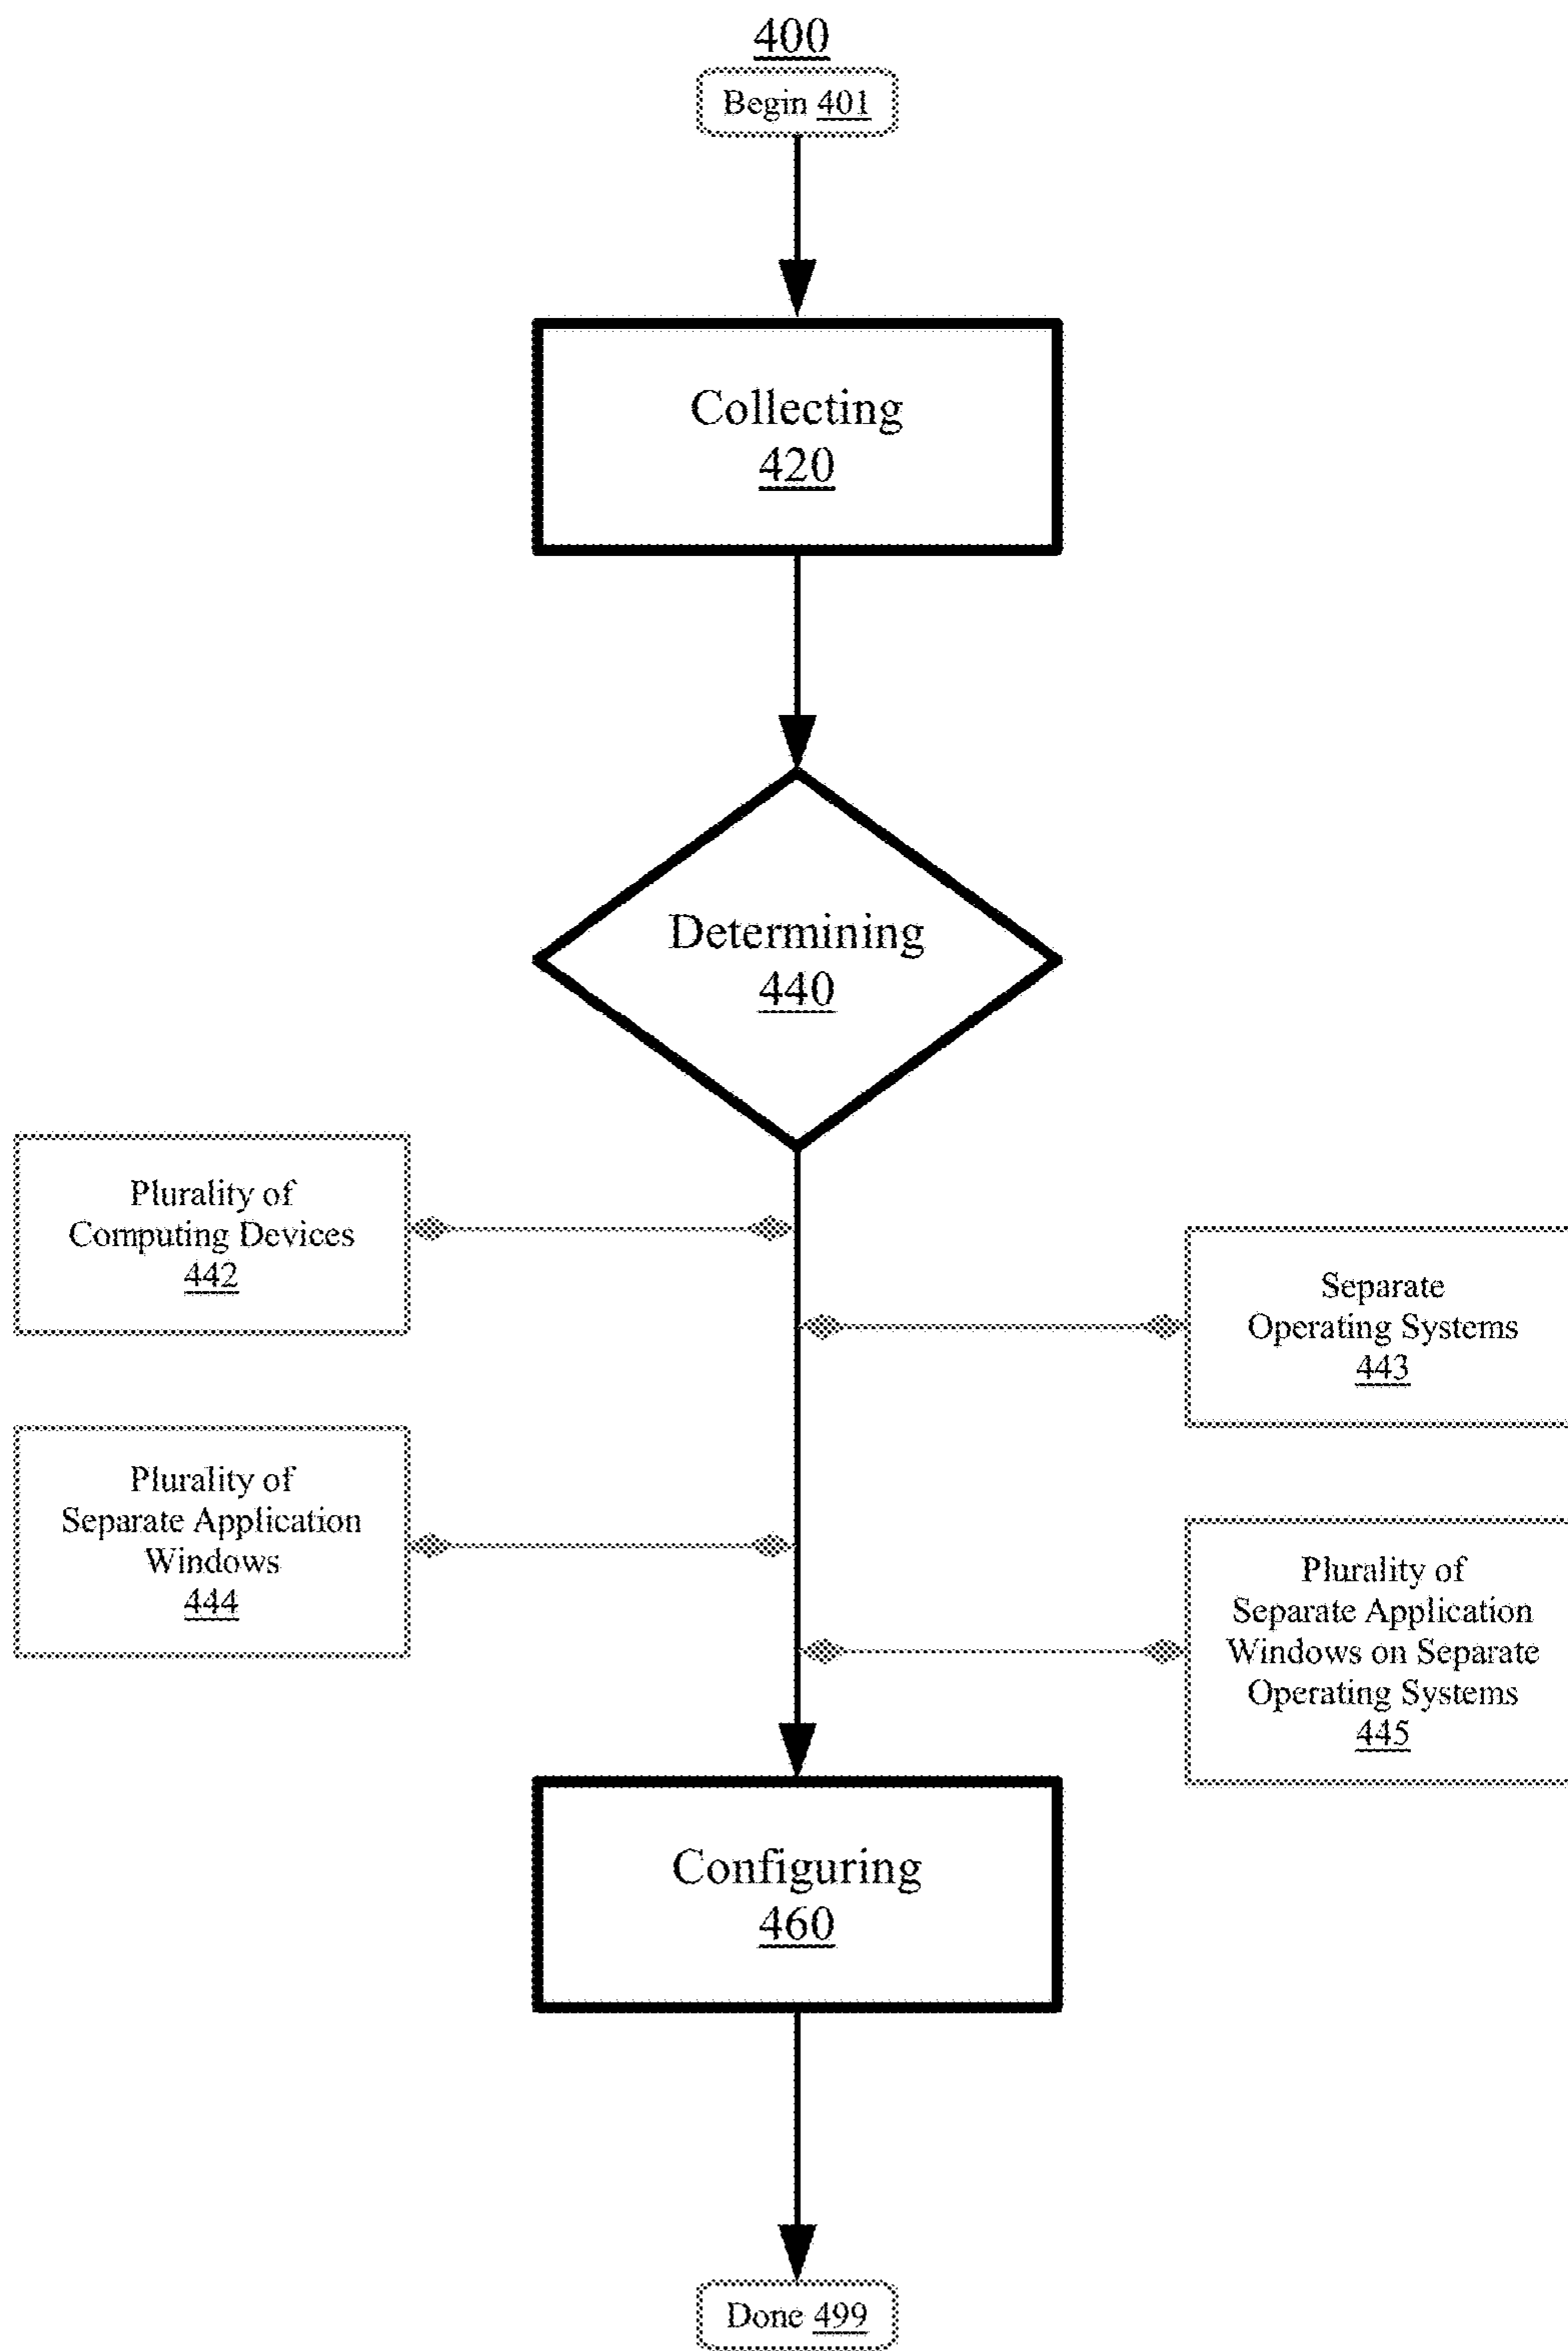 400
Begin 401
Collecting
420
Determining
440
Plurality of
Computing Devices
442
Separate
Operating Systems
443
Plurality of
Separate Application
Windows
444
Plurality of
Separate Application
Windows on Separate
Operating Systems
445
Configuring
460
Done 499